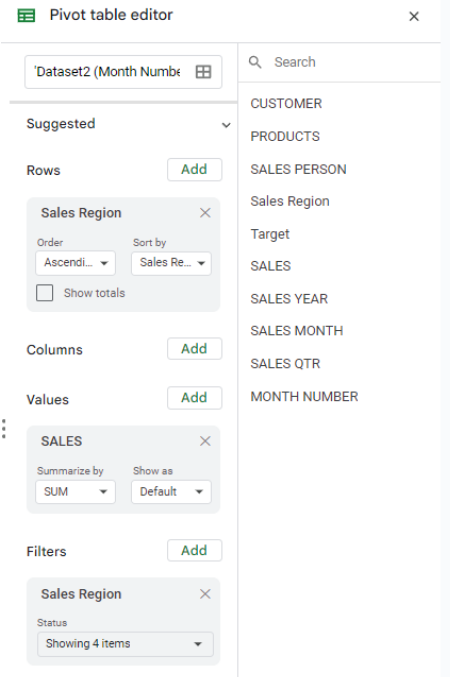 Pivot table editor
'Dataset2 (Month Numbe
Suggested
Rows
Add
Sales Region
Order
Sort by
Ascendi...
Sales Re...
Show totals
Columns
Add
Values
Add
SALES
Summarize by
Show as
SUM
Default
Filters
Add
Sales Region
Status
Showing 4 items
Search
CUSTOMER
PRODUCTS
SALES PERSON
Sales Region
Target
SALES
SALES YEAR
SALES MONTH
SALES QTR
MONTH NUMBER